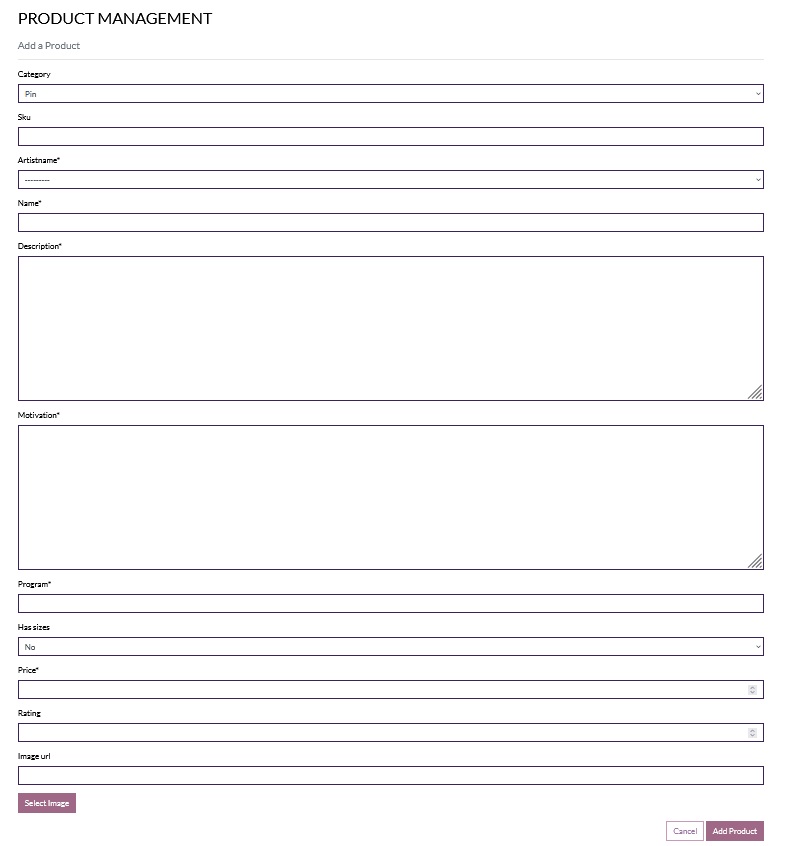 PRODUCT MANAGEMENT
Add a Product
Category
Pin
Sku
Artistname*
---------
Name*
Description*
Motivation*
Program*
Has sizes
No
Price*
Rating
Image url
Select Image
Cancel Add Product